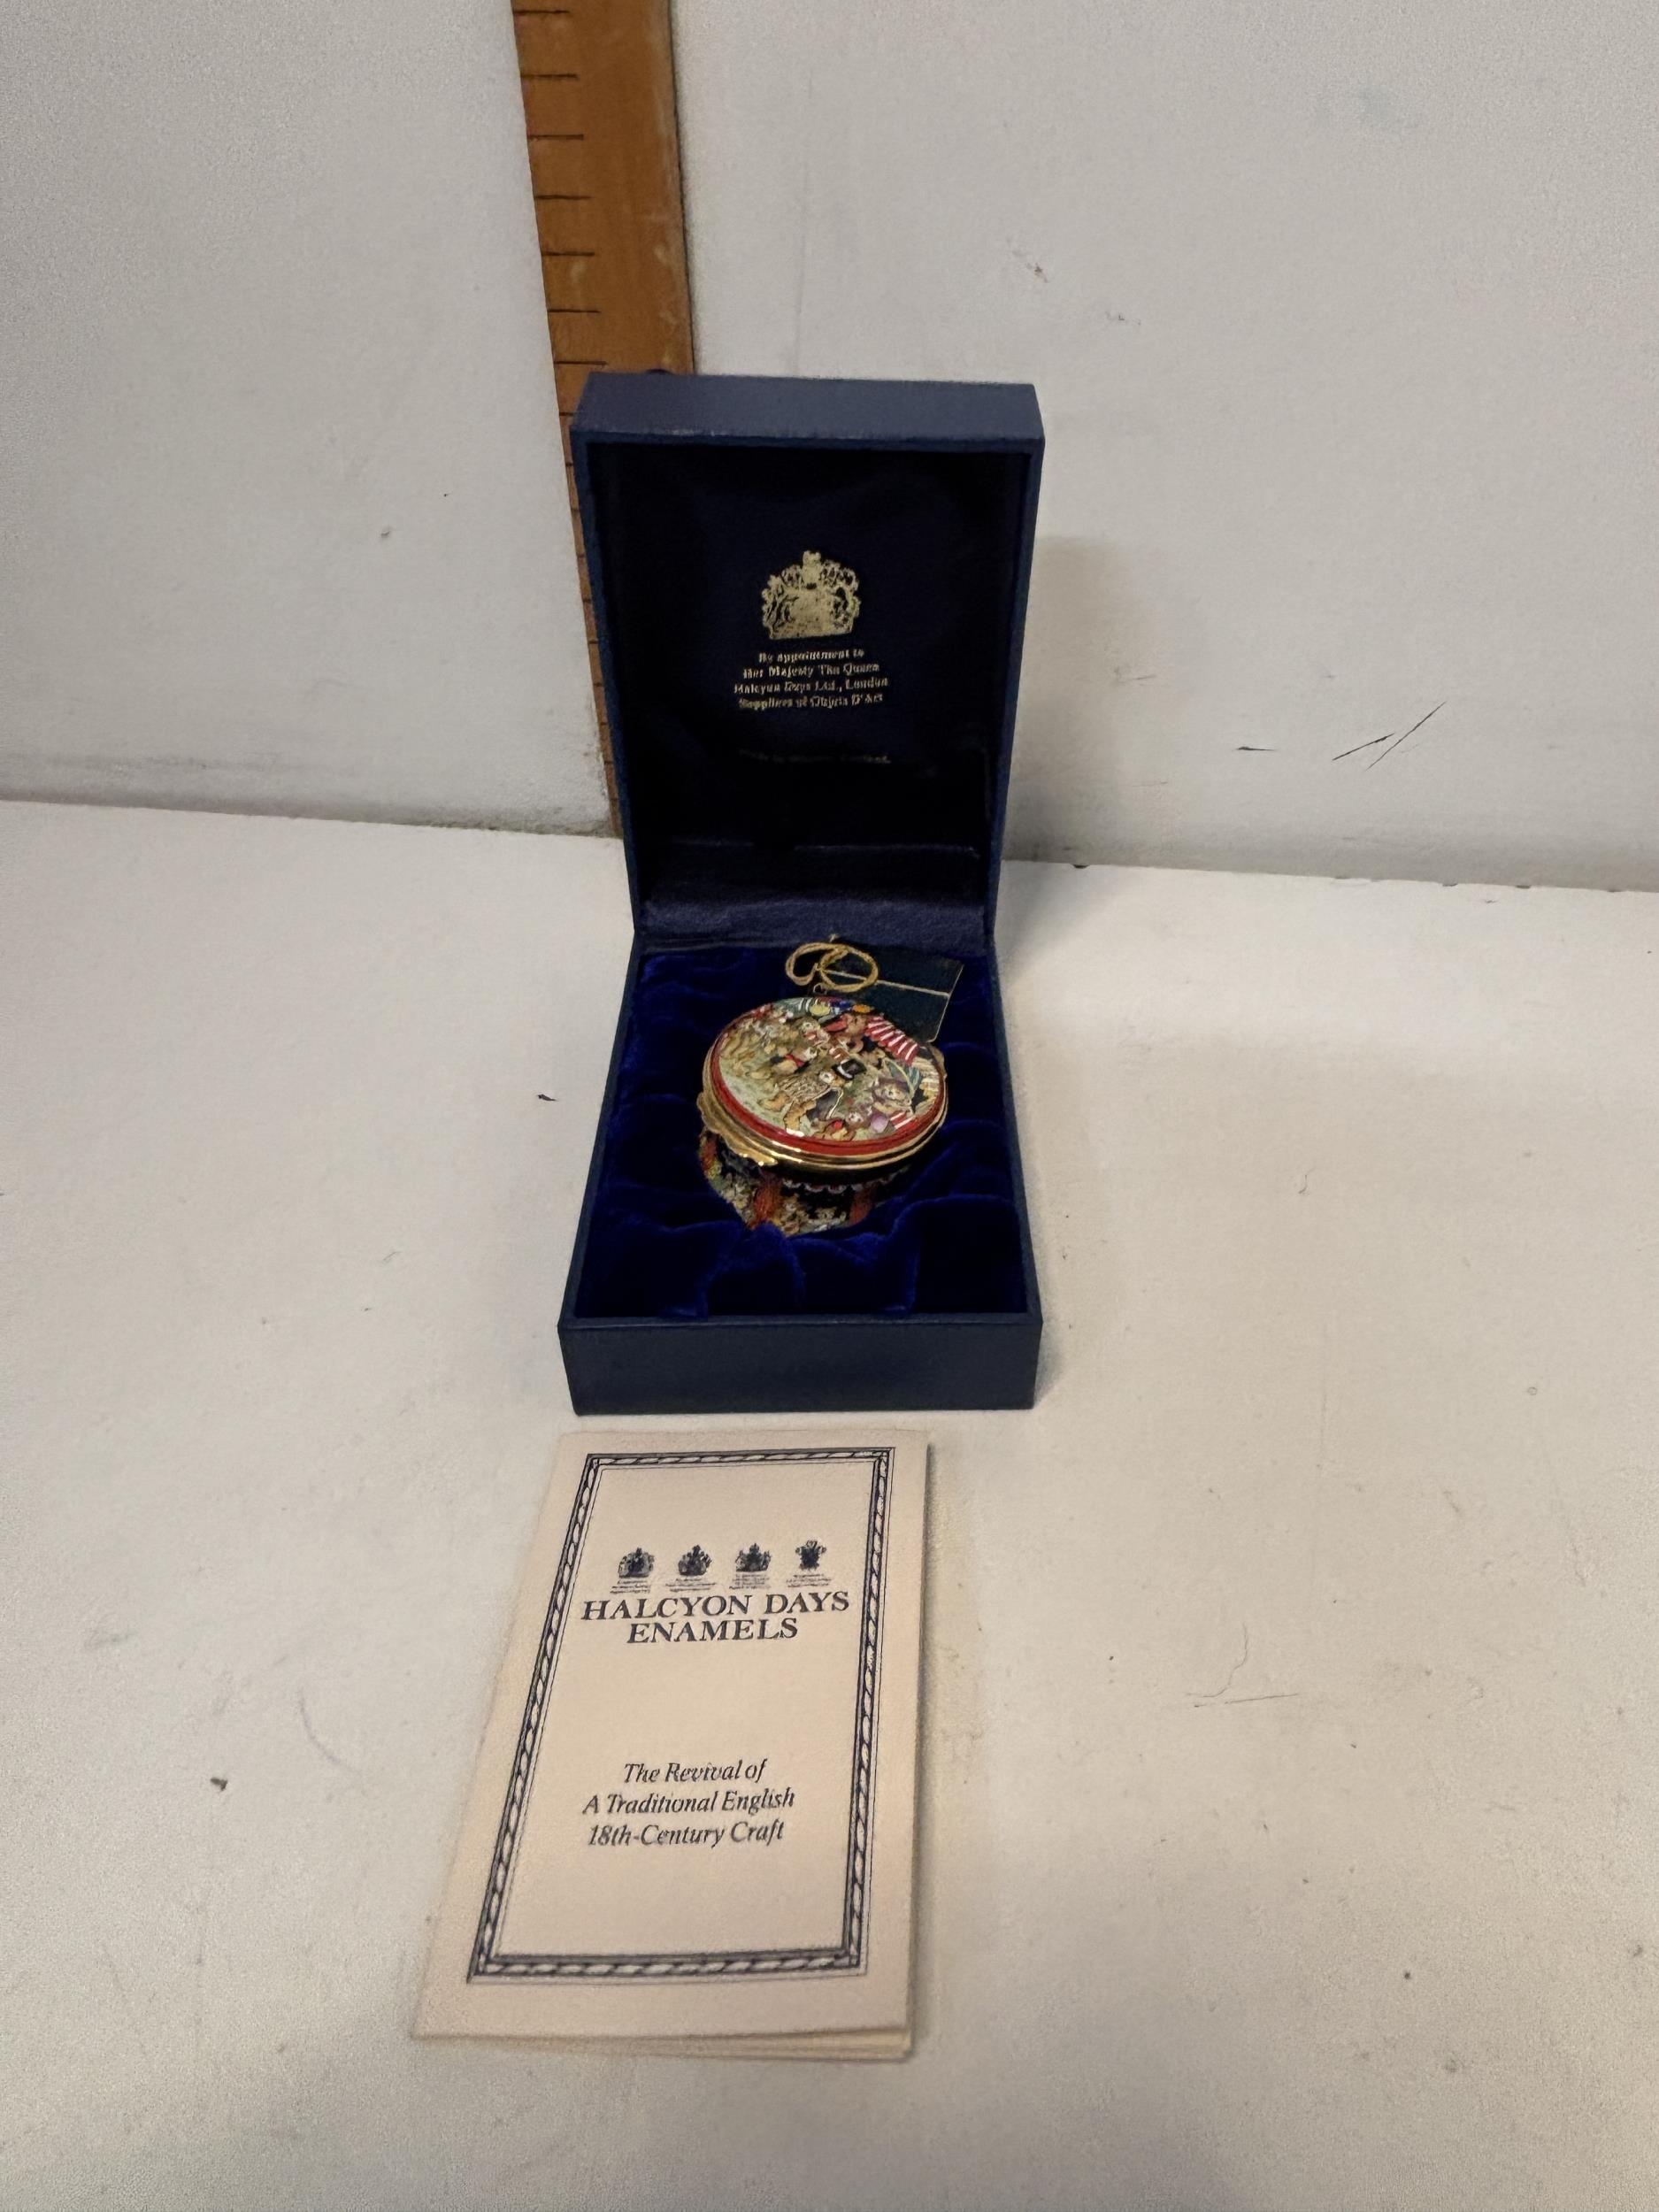 By appointment to
Her Majesty The Queen
Halcyon Days Ltd., London
Suppliers of Objets D'Art
HALCYON DAYS
ENAMELS
The Revival of
A Traditional English
18th-Century Craft